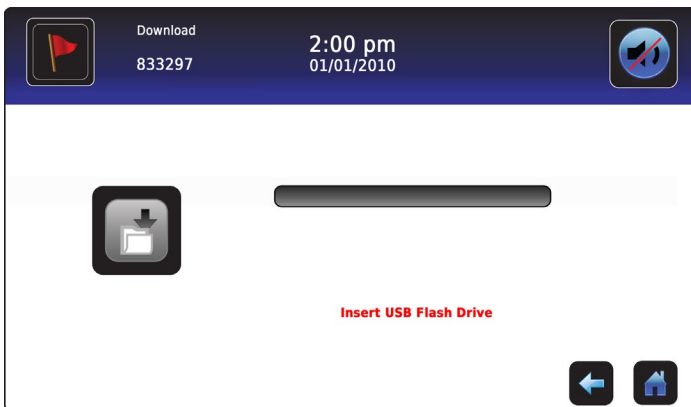 Download
833297
2:00 pm
01/01/2010
Insert USB Flash Drive